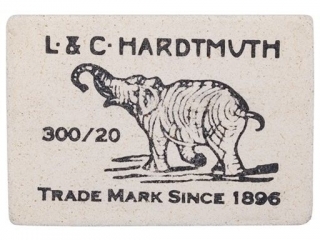 L·&C·HARDTMUTH
300/20
TRADE MARK SINCE 1896